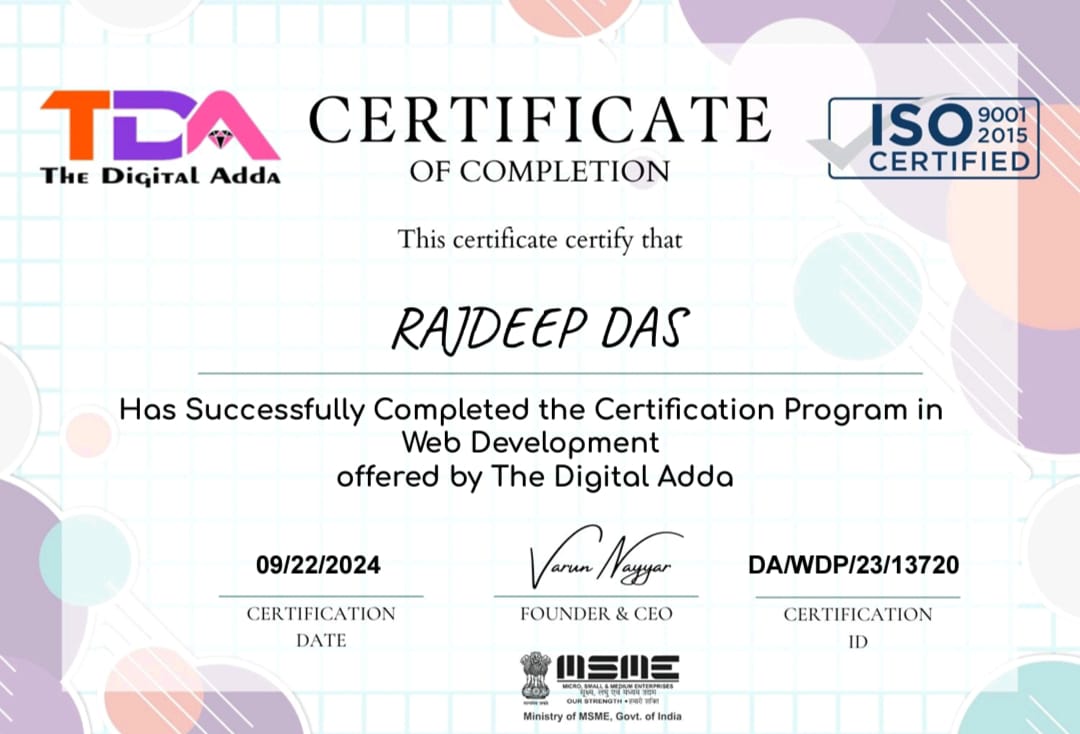 TDA
The Digital Adda
CERTIFICATE
OF COMPLETION
ISO 9001
2015
CERTIFIED
This certificate certify that
RAJDEEP DAS
Has Successfully Completed the Certification Program in
Web Development
offered by The Digital Adda
09/22/2024
CERTIFICATION
DATE
Varun Nayyar
FOUNDER & CEO
DA/WDP/23/13720
CERTIFICATION
ID
सत्यमेव जयते
MSME
MICRO, SMALL & MEDIUM ENTERPRISES
सूक्ष्म, लघु एवं मध्यम उद्यम
OUR STRENGTH • हमारी शक्ति
Ministry of MSME, Govt. of India